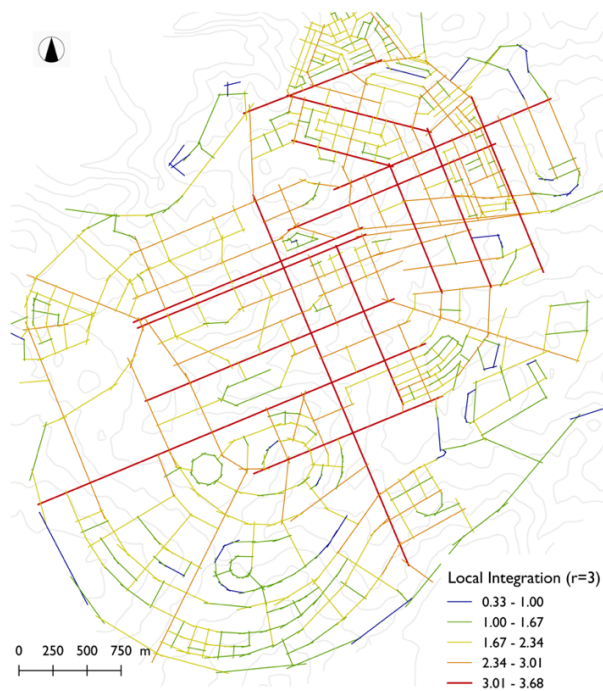 Local Integration (r=3)
0.33 - 1.00
1.00 - 1.67
1.67 - 2.34
2.34 - 3.01
3.01 - 3.68
0 250 500 750 m